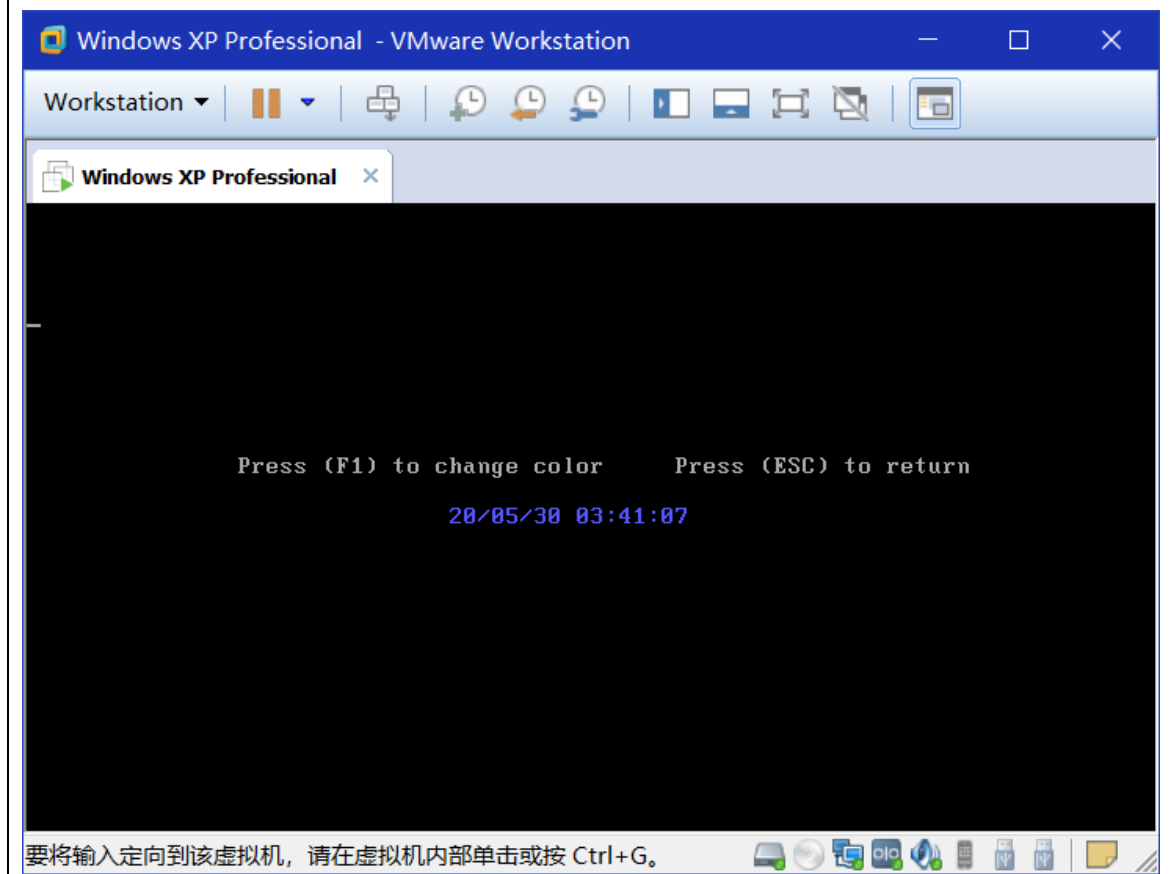 Windows XP Professional - VMware Workstation
Workstation
Windows XP Professional
Press (F1) to change color Press (ESC) to return
20/05/30 03:41:07
要将输入定向到该虚拟机，请在虚拟机内部单击或按 Ctrl+G。